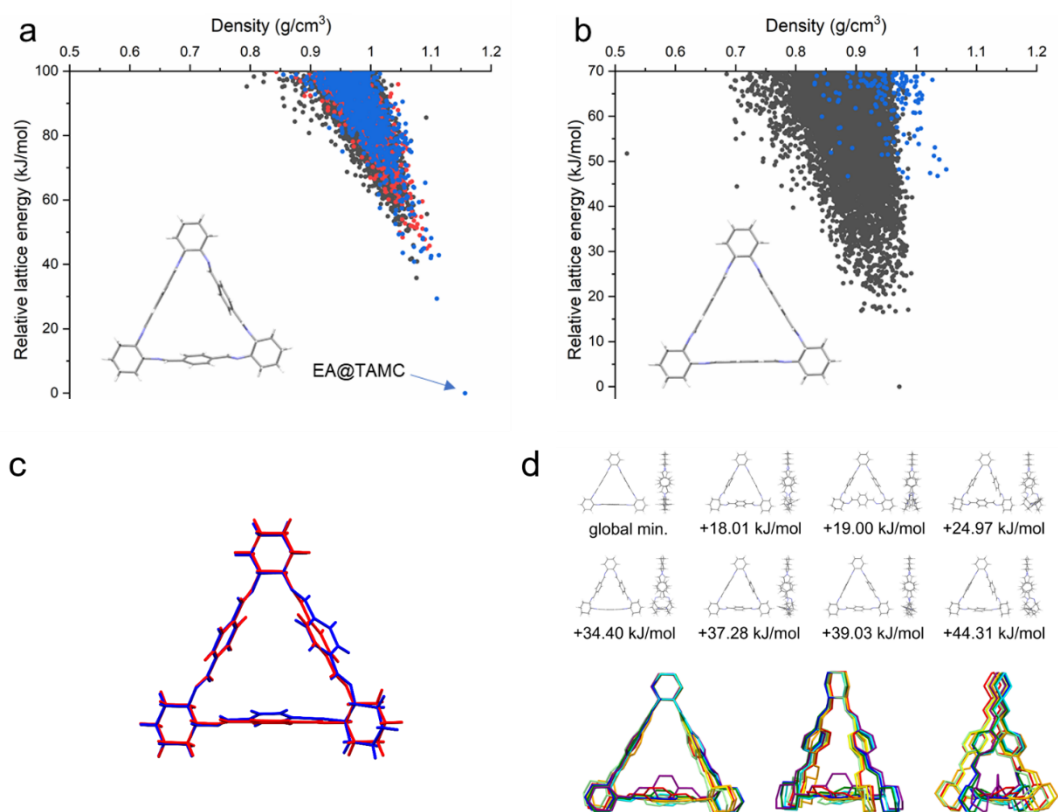 a
Density (g/cm³)
0.5 0.6 0.7 0.8 0.9 1 1.1 1.2
Relative lattice energy (kJ/mol)
100
80
60
40
20
0
EA@TAMC
b
Density (g/cm³)
0.5 0.6 0.7 0.8 0.9 1 1.1 1.2
Relative lattice energy (kJ/mol)
70
60
50
40
30
20
10
0
c
d
global min. +18.01 kJ/mol +19.00 kJ/mol +24.97 kJ/mol
+34.40 kJ/mol +37.28 kJ/mol +39.03 kJ/mol +44.31 kJ/mol